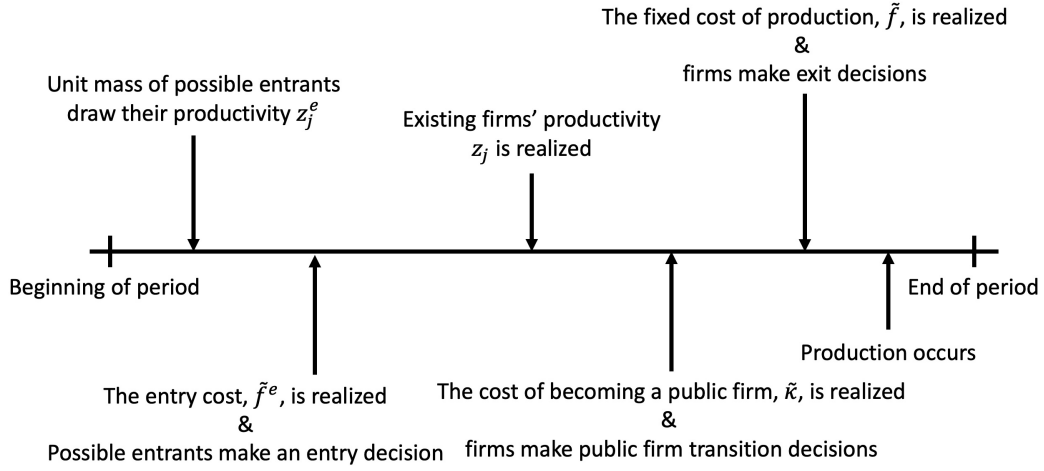 The fixed cost of production, f̃, is realized
&
firms make exit decisions
Unit mass of possible entrants
draw their productivity zⱼᵉ
Existing firms' productivity
zⱼ is realized
Beginning of period
End of period
Production occurs
The entry cost, f̃ᵉ, is realized
&
Possible entrants make an entry decision
The cost of becoming a public firm, κ̃, is realized
&
firms make public firm transition decisions